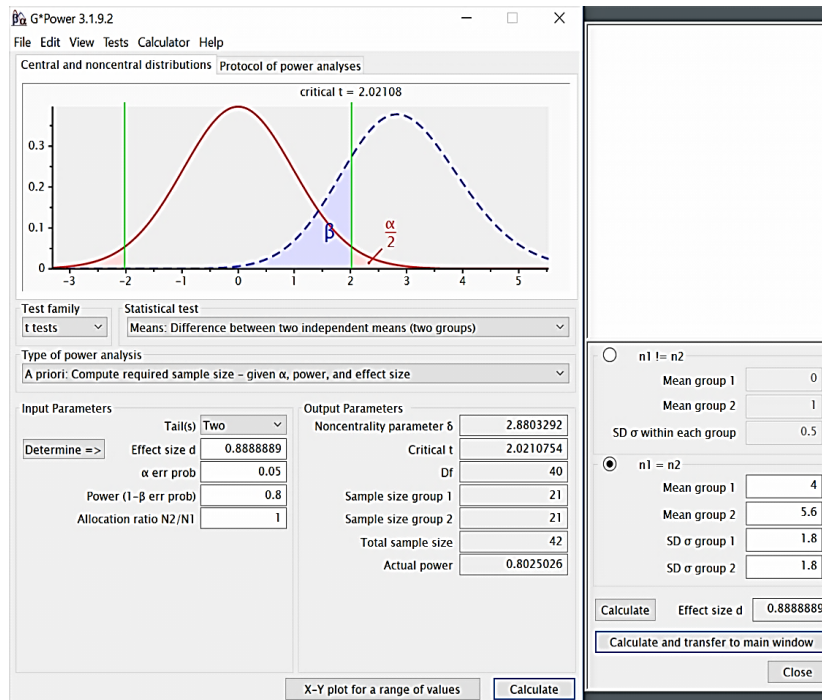 G*Power 3.1.9.2
File Edit View Tests Calculator Help
Central and noncentral distributions Protocol of power analyses
critical t = 2.02108
0.3
0.2
0.1
0
β
α
2
-3 -2 -1 0 1 2 3 4 5
Test family Statistical test
t tests Means: Difference between two independent means (two groups)
Type of power analysis
A priori: Compute required sample size - given α, power, and effect size
Input Parameters
Tail(s) Two
Determine => Effect size d 0.8888889
α err prob 0.05
Power (1-β err prob) 0.8
Allocation ratio N2/N1 1
Output Parameters
Noncentrality parameter δ 2.8803292
Critical t 2.0210754
Df 40
Sample size group 1 21
Sample size group 2 21
Total sample size 42
Actual power 0.8025026
X-Y plot for a range of values Calculate
n1 != n2
Mean group 1 0
Mean group 2 1
SD σ within each group 0.5
n1 = n2
Mean group 1 4
Mean group 2 5.6
SD σ group 1 1.8
SD σ group 2 1.8
Calculate Effect size d 0.8888889
Calculate and transfer to main window
Close